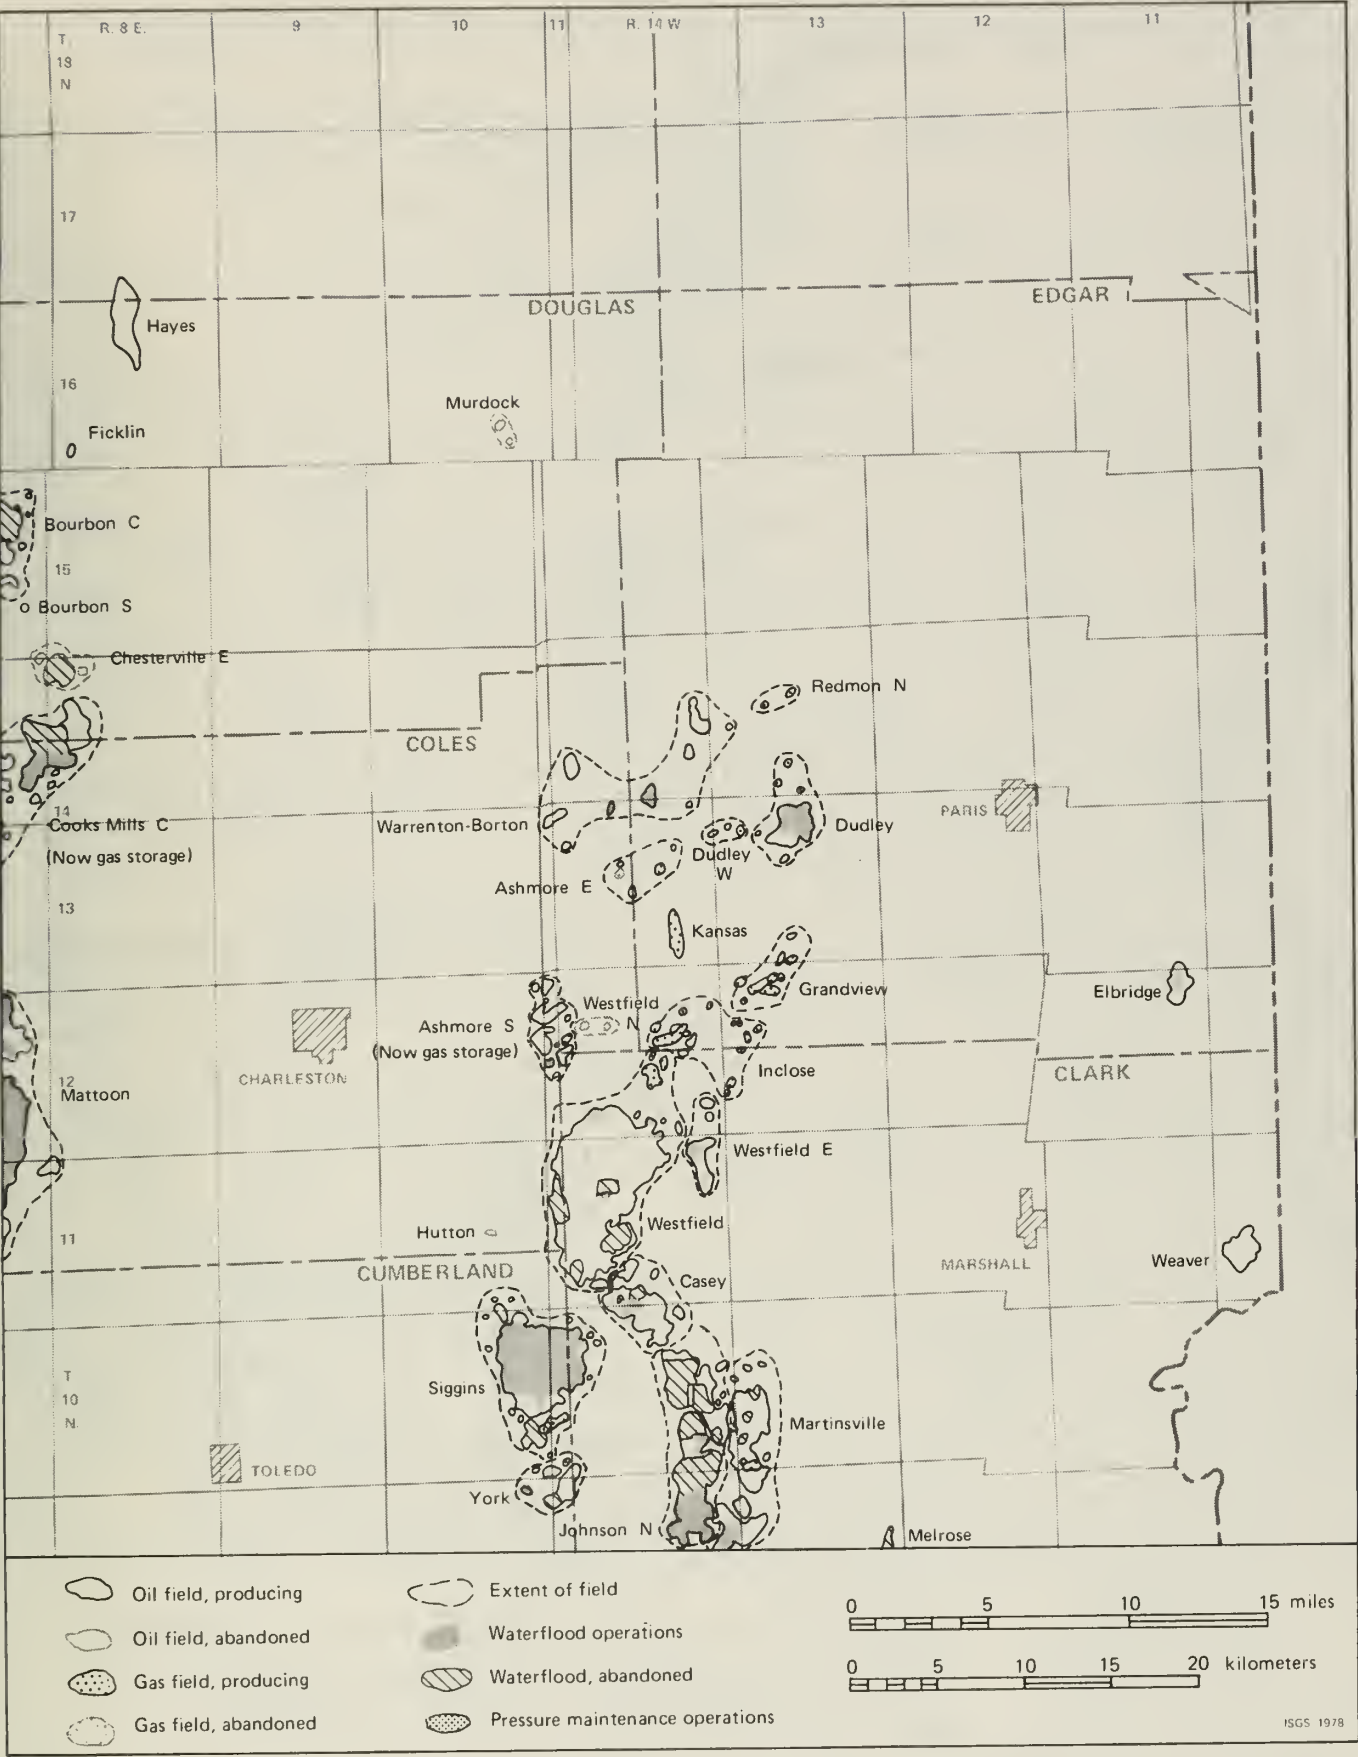 R. 8 E.
9
10
11
R. 14 W
13
12
11
T
18
N
17
Hayes
DOUGLAS
EDGAR
16
Murdock
Ficklin
Bourbon C
15
Bourbon S
Chesterville E
Redmon N
COLES
14
Cooks Mills C
(Now gas storage)
Warrenton-Borton
PARIS
Dudley
Dudley
W
Ashmore E
13
Kansas
Grandview
Elbridge
Westfield
N
Ashmore S
(Now gas storage)
CHARLESTON
Inclose
CLARK
12
Mattoon
Westfield E
Hutton
Westfield
11
MARSHALL
Weaver
CUMBERLAND
Casey
T
10
N
Siggins
Martinsville
TOLEDO
York
Johnson N
Melrose
Oil field, producing
Oil field, abandoned
Gas field, producing
Gas field, abandoned
Extent of field
Waterflood operations
Waterflood, abandoned
Pressure maintenance operations
0 5 10 15 miles
0 5 10 15 20 kilometers
ISGS 1978